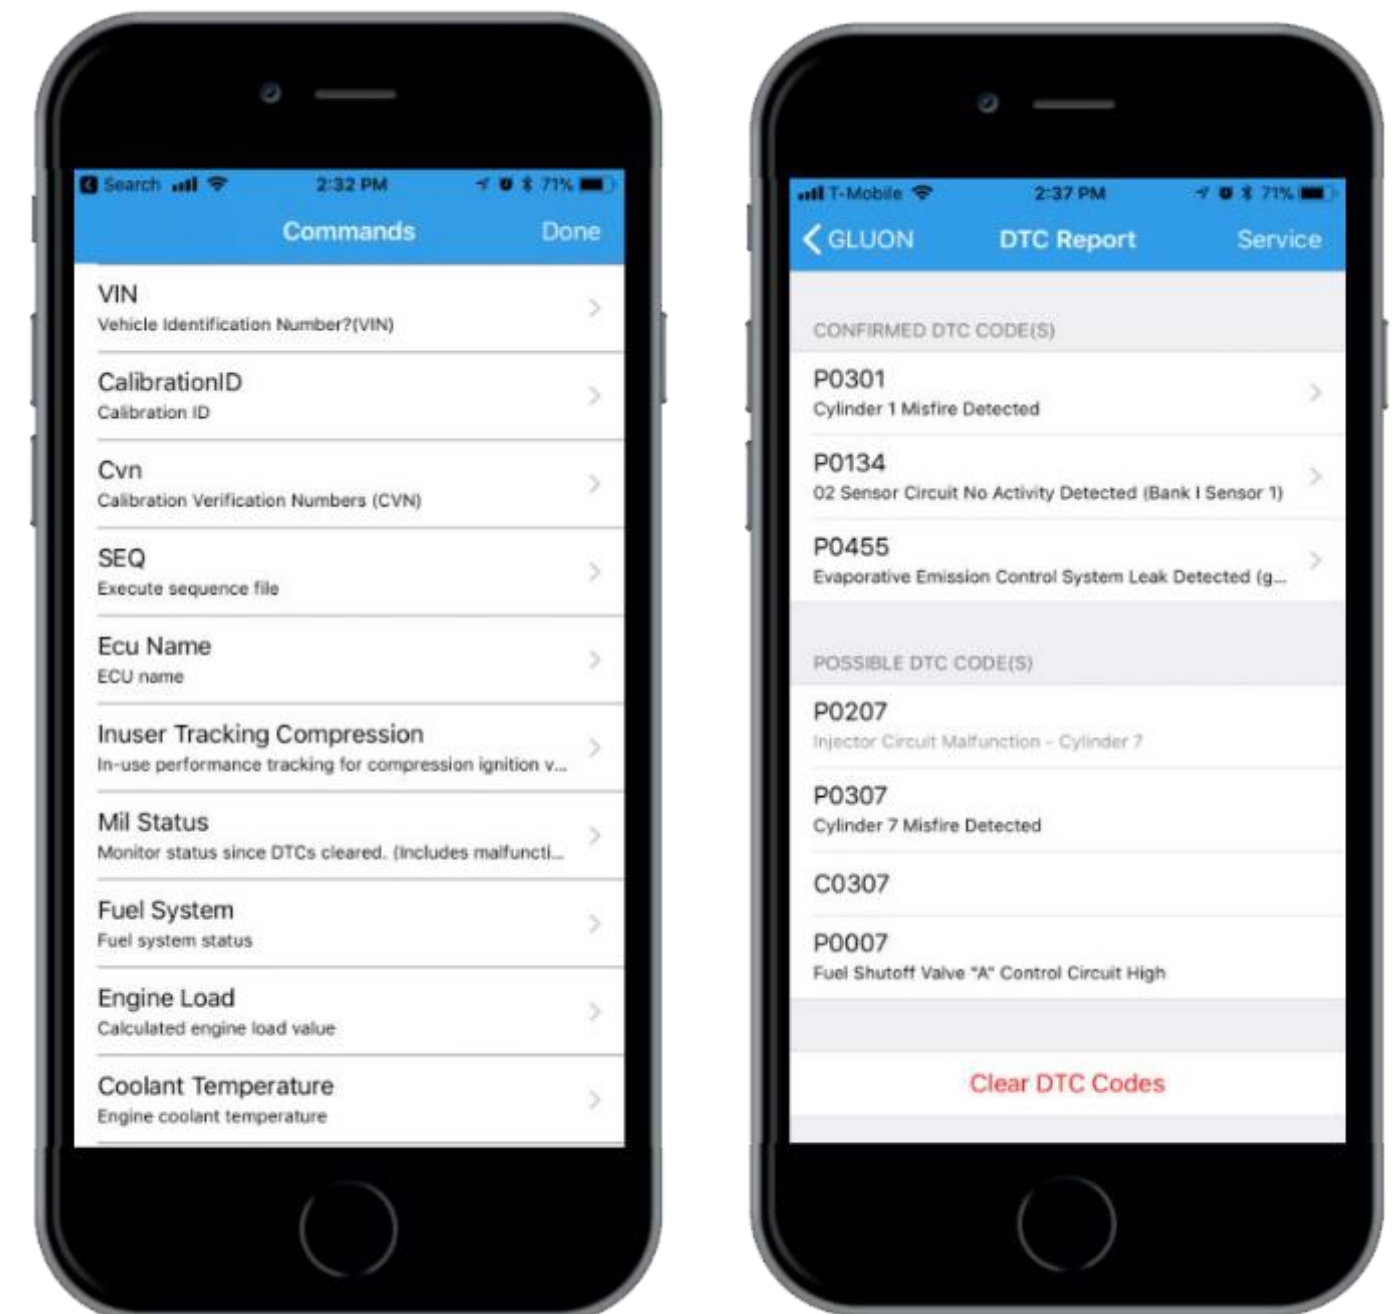 Search 2:32 PM 71%
Commands Done
VIN
Vehicle Identification Number?(VIN)
CalibrationID
Calibration ID
Cvn
Calibration Verification Numbers (CVN)
SEQ
Execute sequence file
Ecu Name
ECU name
Inuser Tracking Compression
In-use performance tracking for compression ignition v...
Mil Status
Monitor status since DTCs cleared. (Includes malfuncti...
Fuel System
Fuel system status
Engine Load
Calculated engine load value
Coolant Temperature
Engine coolant temperature
T-Mobile 2:37 PM 71%
GLUON DTC Report Service
CONFIRMED DTC CODE(S)
P0301
Cylinder 1 Misfire Detected
P0134
02 Sensor Circuit No Activity Detected (Bank I Sensor 1)
P0455
Evaporative Emission Control System Leak Detected (g...
POSSIBLE DTC CODE(S)
P0207
Injector Circuit Malfunction - Cylinder 7
P0307
Cylinder 7 Misfire Detected
C0307
P0007
Fuel Shutoff Valve "A" Control Circuit High
Clear DTC Codes